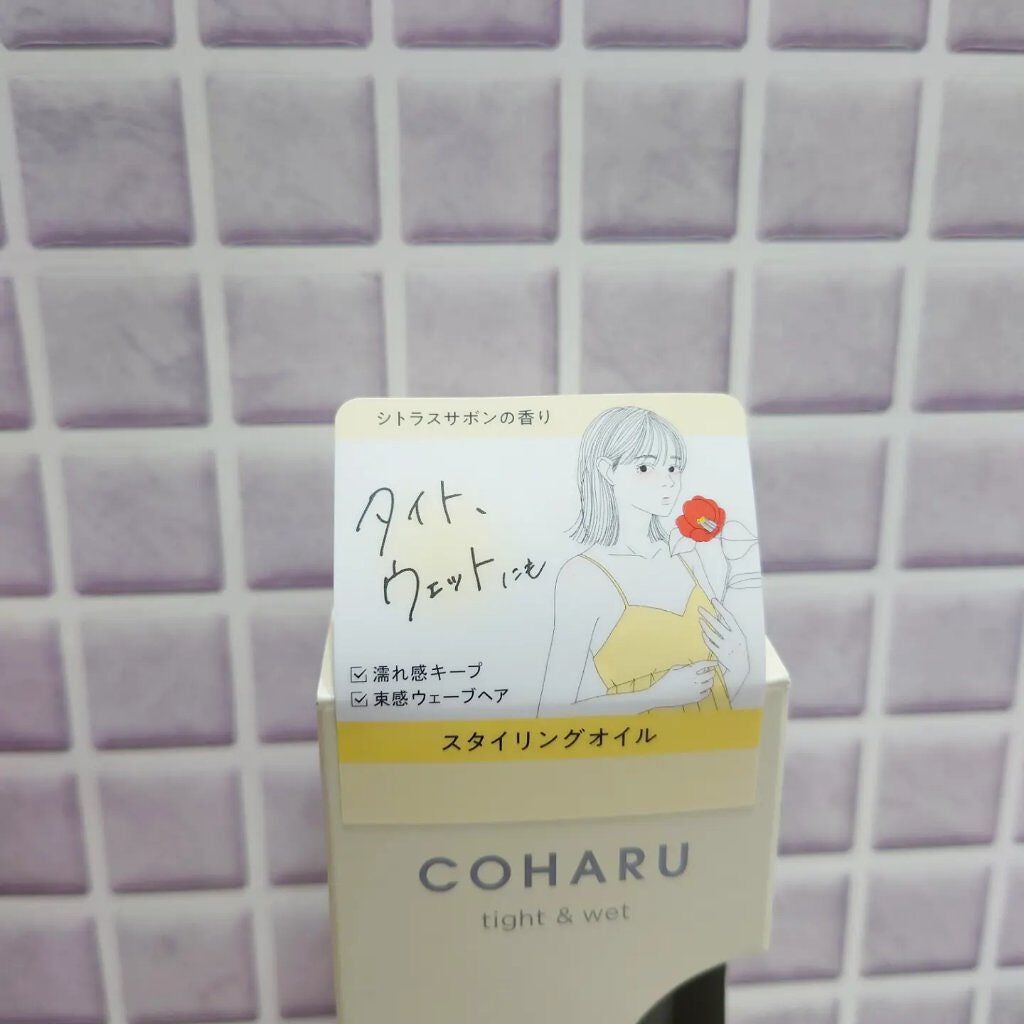 シトラスサボンの香り
タイト、
ウェットにも
☑濡れ感キープ
☑束感ウェーブヘア
スタイリングオイル
COHARU
tight & wet